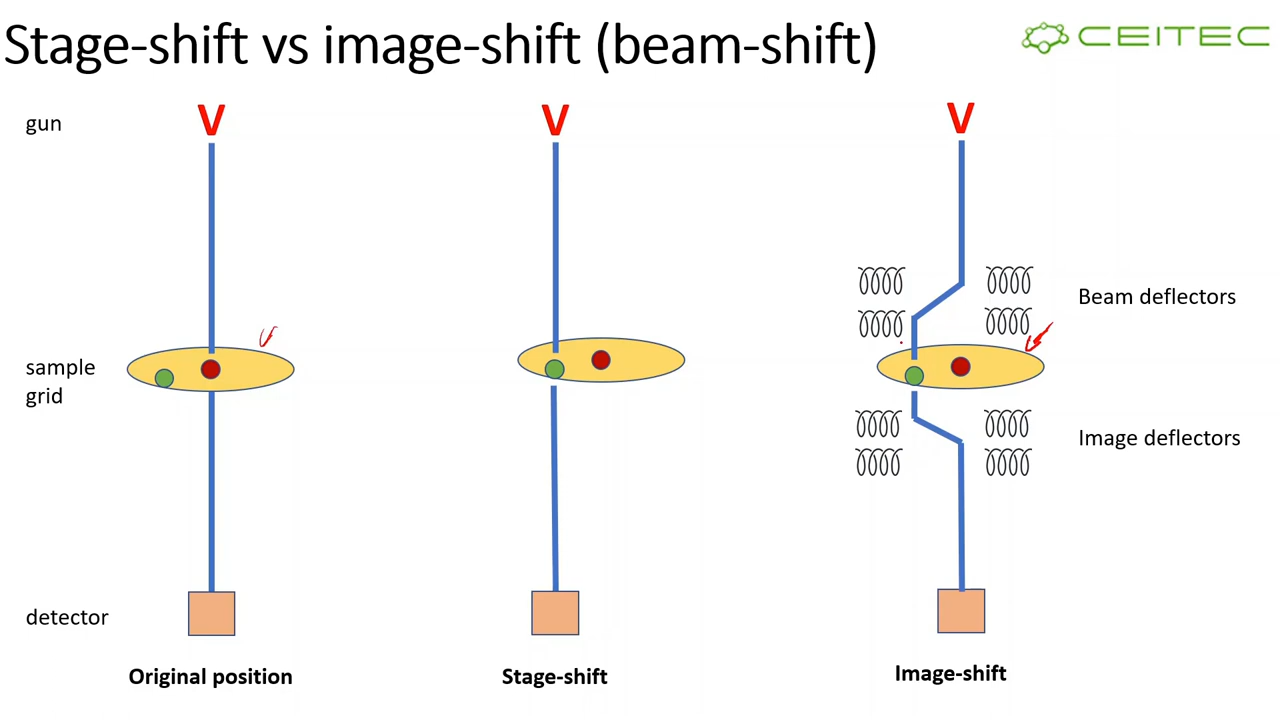 Stage-shift vs image-shift (beam-shift)
CEITEC
gun
V
V
V
Beam deflectors
sample
grid
Image deflectors
detector
Original position
Stage-shift
Image-shift